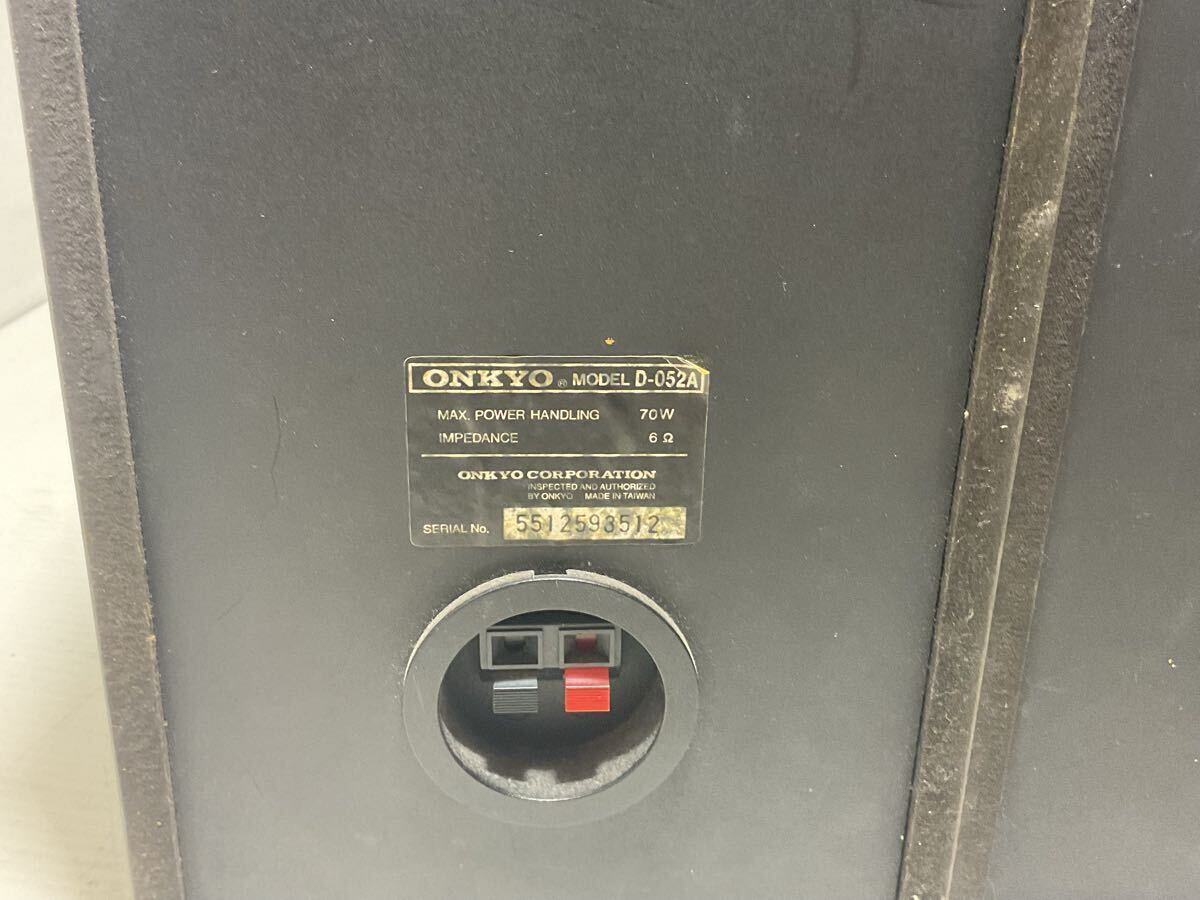 ONKYO® MODEL D-052A
MAX. POWER HANDLING 70W
IMPEDANCE 6 Ω
ONKYO CORPORATION
INSPECTED AND AUTHORIZED
BY ONKYO MADE IN TAIWAN
SERIAL No. 5512593512